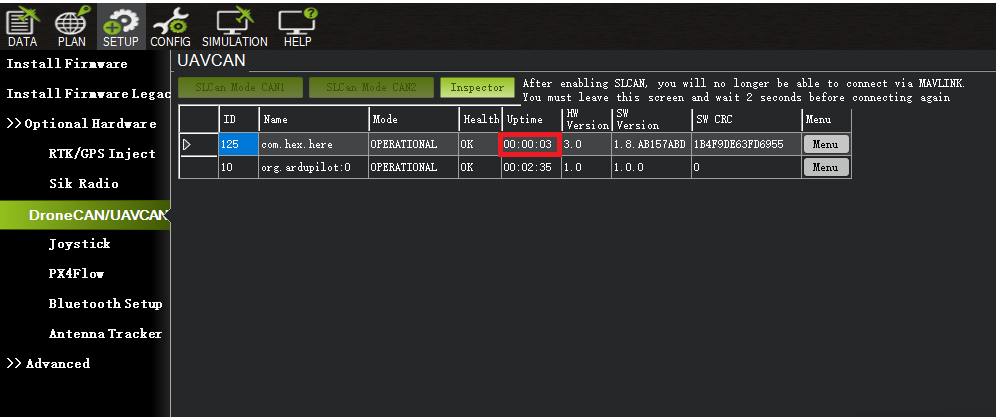 DATA PLAN SETUP CONFIG SIMULATION HELP
Install Firmware
Install Firmware Legac
>>Optional Hardware
RTK/GPS Inject
Sik Radio
DroneCAN/UAVCAN
Joystick
PX4Flow
Bluetooth Setup
Antenna Tracker
>> Advanced
UAVCAN
SLCan Mode CAN1 SLCan Mode CAN2 Inspector
After enabling SLCAN, you will no longer be able to connect via MAVLINK.
You must leave this screen and wait 2 seconds before connecting again
ID Name Mode Health Uptime HW Version SW Version SW CRC Menu
125 com.hex.here OPERATIONAL OK 00:00:03 3.0 1.8.AB157ABD 1B4F9DE63FD6955 Menu
10 org.ardupilot:0 OPERATIONAL OK 00:02:35 1.0 1.0.0 0 Menu